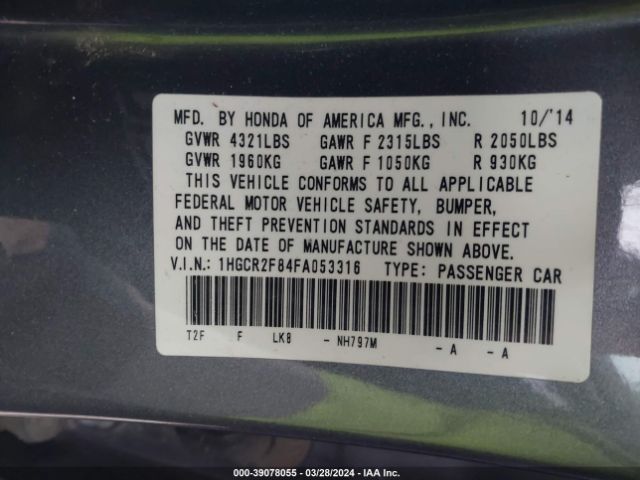 MFD. BY HONDA OF AMERICA MFG., INC. 10/'14
GVWR 4321LBS GAWR F 2315LBS R 2050LBS
GVWR 1960KG GAWR F 1050KG R 930KG
THIS VEHICLE CONFORMS TO ALL APPLICABLE
FEDERAL MOTOR VEHICLE SAFETY, BUMPER,
AND THEFT PREVENTION STANDARDS IN EFFECT
ON THE DATE OF MANUFACTURE SHOWN ABOVE.
V.I.N.: 1HGCR2F84FA053316 TYPE: PASSENGER CAR
T2F F LK8 - NH797M - A - A
000-39078055 — 03/28/2024 — IAA Inc.